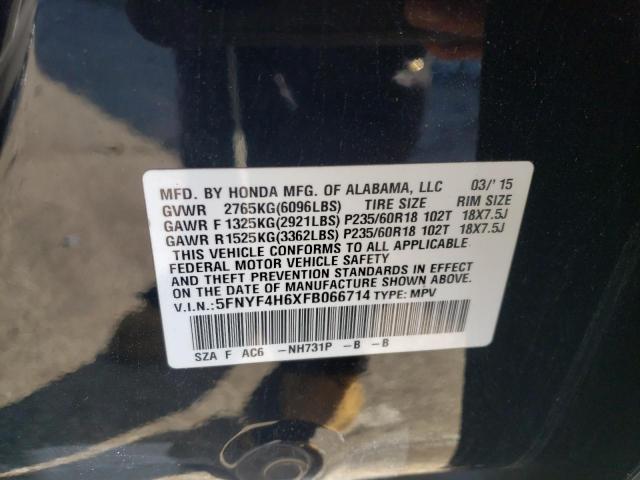 MFD. BY HONDA MFG. OF ALABAMA, LLC 03/'15
GVWR 2765KG(6096LBS) TIRE SIZE RIM SIZE
GAWR F 1325KG(2921LBS) P235/60R18 102T 18X7.5J
GAWR R1525KG(3362LBS) P235/60R18 102T 18X7.5J
THIS VEHICLE CONFORMS TO ALL APPLICABLE
FEDERAL MOTOR VEHICLE SAFETY
AND THEFT PREVENTION STANDARDS IN EFFECT
ON THE DATE OF MANUFACTURE SHOWN ABOVE.
V.I.N.:5FNYF4H6XFB066714 TYPE: MPV
SZA F AC6 -NH731P -B -B